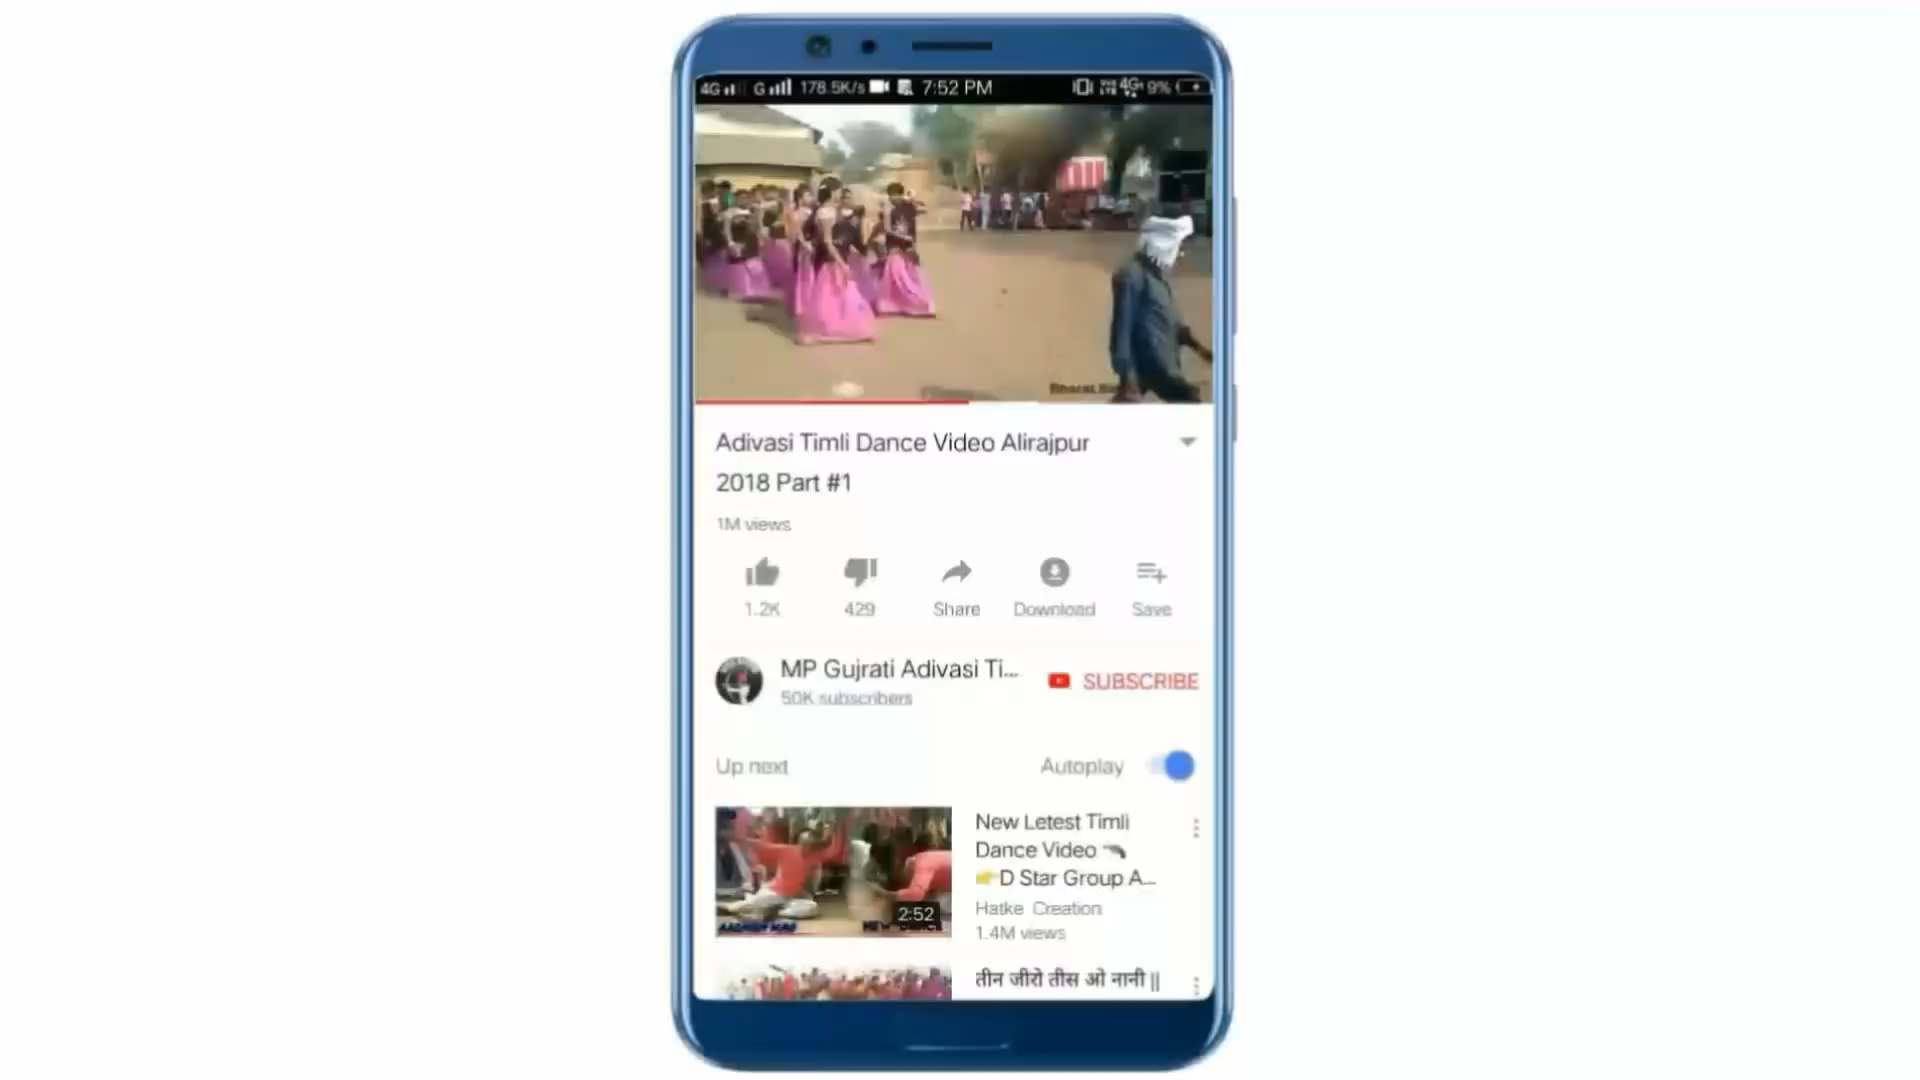 4G G 178.5K/s 7:52 PM 4G+ 9%
Adivasi Timli Dance Video Alirajpur
2018 Part #1
1M views
1.2K 429 Share Download Save
MP Gujrati Adivasi Ti...
50K subscribers
SUBSCRIBE
Up next Autoplay
New Letest Timli
Dance Video
D Star Group A...
Hatke Creation
1.4M views
2:52
तीन जीरो तीस ओ नानी ||